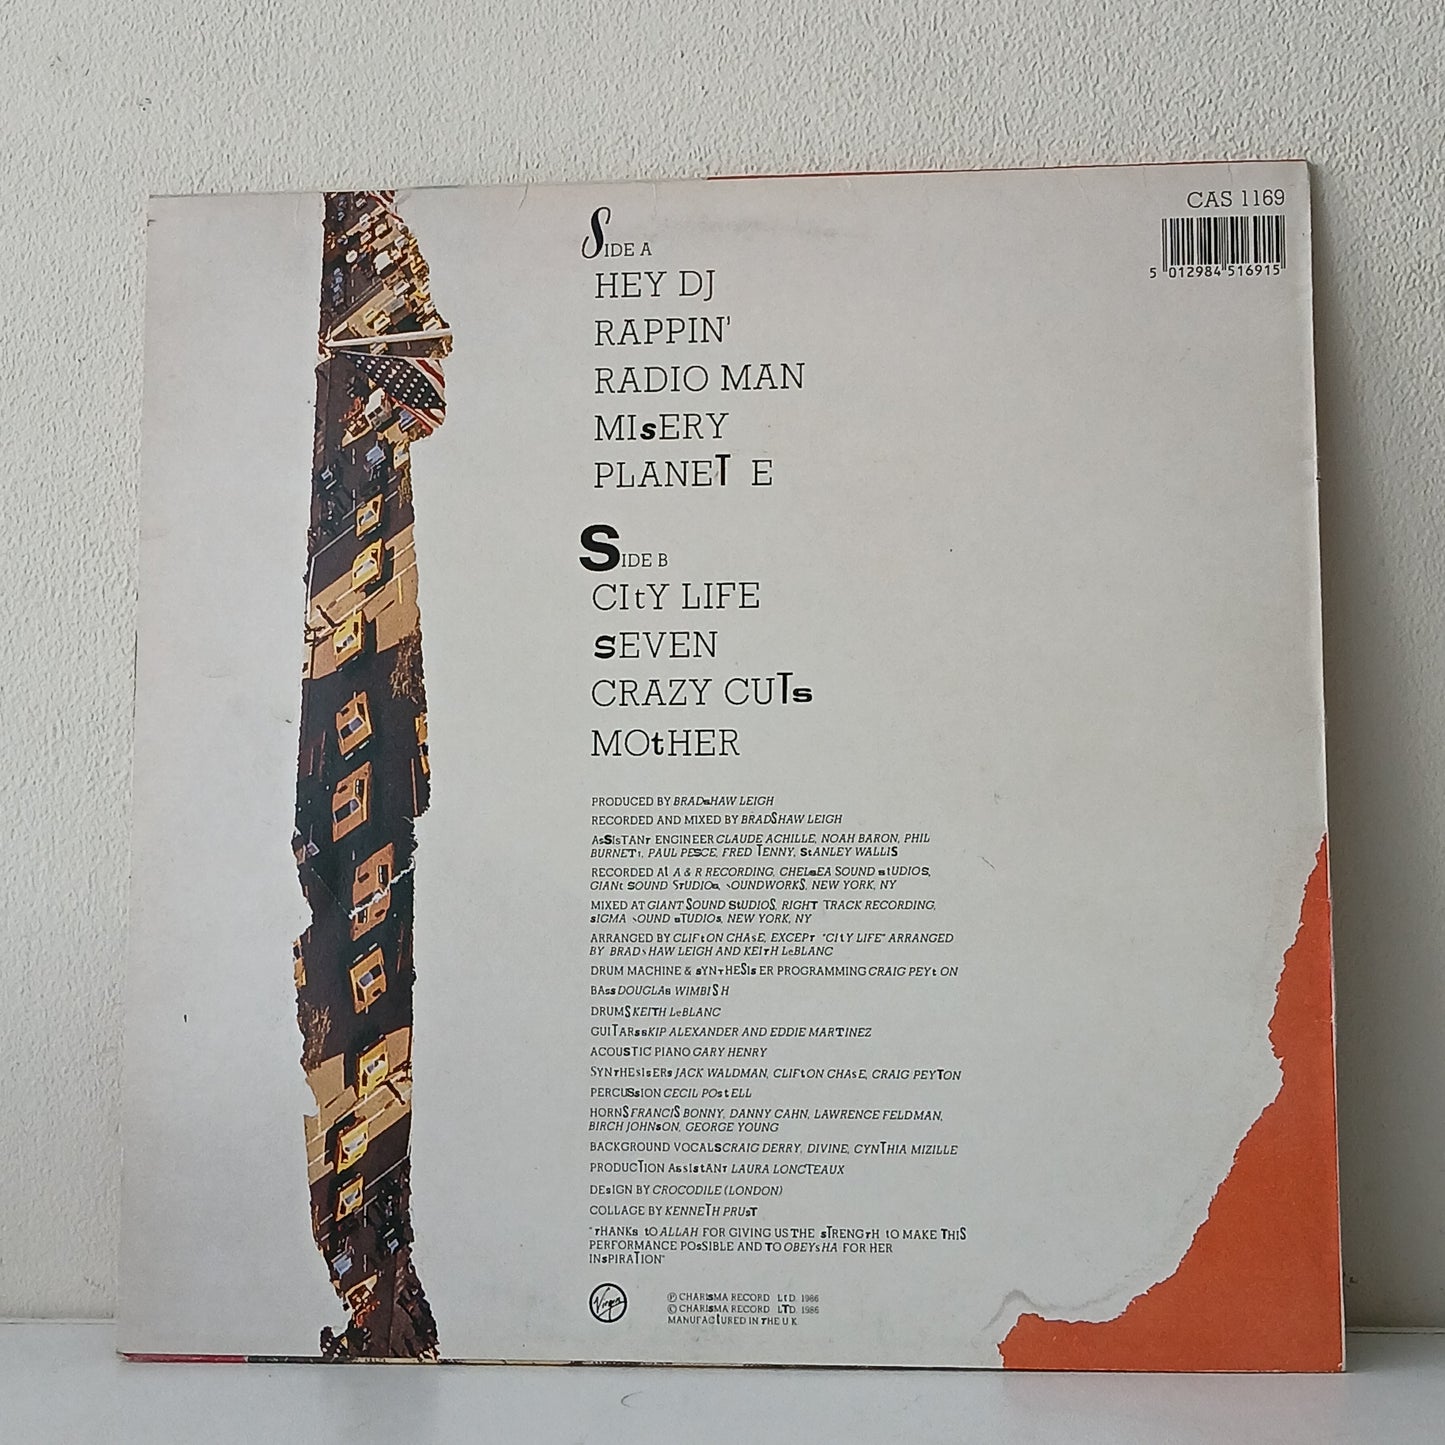 CAS 1169
5 012984 516915
SIDE A
HEY DJ
RAPPIN'
RADIO MAN
MIsERY
PLANET E
SIDE B
CItY LIFE
sEVEN
CRAZY CUTs
MOtHER
PRODUCED BY BRADsHAW LEIGH
RECORDED AND MIXED BY BRADSHAW LEIGH
AsSIsTANT ENGINEER CLAUDE ACHILLE, NOAH BARON, PHIL
BURNETT, PAUL PESCE, FRED TENNY, StANLEY WALLIS
RECORDED At A & R RECORDING, CHELsEA SOUND stUDIOS,
GIANt SOUND STUDIOs, SOUNDWORKS, NEW YORK, NY
MIXED AT GIANT SOUND StUDIOS, RIGHT TRACK RECORDING,
sIGMA SOUND sTUDIOs, NEW YORK, NY
ARRANGED BY CLIFtON CHAsE, EXCEPT "CItY LIFE" ARRANGED
BY BRADSHAW LEIGH AND KEITH LeBLANC
DRUM MACHINE & sYNTHESIsER PROGRAMMING CRAIG PEYtON
BAss DOUGLAs WIMBISH
DRUMS KEITH LeBLANC
GUITARs sKIP ALEXANDER AND EDDIE MARTINEZ
ACOUSTIC PIANO GARY HENRY
SYNTHEsIsERs JACK WALDMAN, CLIFtON CHAsE, CRAIG PEYTON
PERCUSsION CECIL POstELL
HORNS FRANCIS BONNY, DANNY CAHN, LAWRENCE FELDMAN,
BIRCH JOHNsON, GEORGE YOUNG
BACKGROUND VOCALS CRAIG DERRY, DIVINE, CYNTHIA MIZILLE
PRODUCTION AssIstANT LAURA LONCTEAUX
DEsIGN BY CROCODILE (LONDON)
COLLAGE BY KENNETH PRUsT
"THANKs tO ALLAH FOR GIVING US THE sTRENGTH tO MAKE THIS
PERFORMANCE POsSIBLE AND TO OBEYsHA FOR HER
INsPIRATION"
Virgin
Ⓟ CHARIsMA RECORD LtD. 1986
© CHARIsMA RECORD LTD. 1986
MANUFACtURED IN THE U K